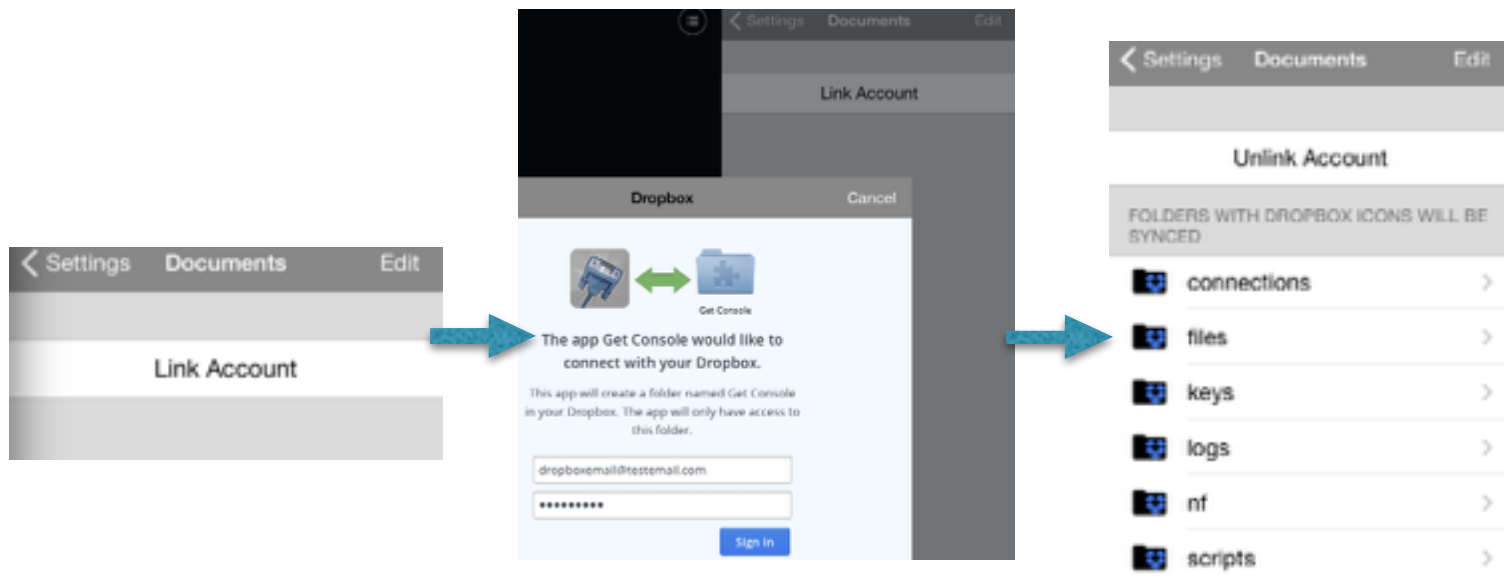 Settings Documents Edit
Link Account
Settings Documents Edit
Link Account
Dropbox Cancel
Get Console
The app Get Console would like to
connect with your Dropbox.
This app will create a folder named Get Console
in your Dropbox. The app will only have access to
this folder.
dropboxemail@testemail.com
•••••••••
Sign in
Settings Documents Edit
Unlink Account
FOLDERS WITH DROPBOX ICONS WILL BE
SYNCED
connections
files
keys
logs
nf
scripts